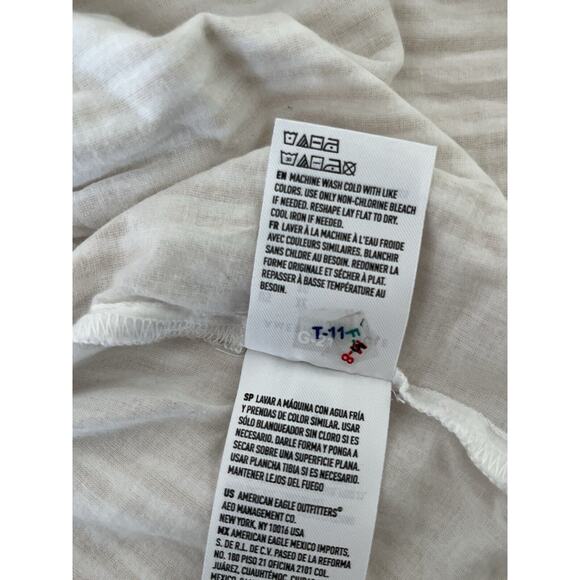 EN MACHINE WASH COLD WITH LIKE
COLORS. USE ONLY NON-CHLORINE BLEACH
IF NEEDED. RESHAPE LAY FLAT TO DRY.
COOL IRON IF NEEDED.
FR LAVER À LA MACHINE À L'EAU FROIDE
AVEC COULEURS SIMILAIRES. BLANCHIR
SANS CHLORE AU BESOIN. REDONNER LA
FORME ORIGINALE ET SÉCHER À PLAT.
REPASSER À BASSE TEMPÉRATURE AU
BESOIN.
T-11
M-8
SP LAVAR A MÁQUINA CON AGUA FRÍA
Y PRENDAS DE COLOR SIMILAR. USAR
SÓLO BLANQUEADOR SIN CLORO SI ES
NECESARIO. DARLE FORMA Y PONGA A
SECAR SOBRE UNA SUPERFICIE PLANA.
USAR PLANCHA TIBIA SI ES NECESARIO.
MANTENER LEJOS DEL FUEGO
US AMERICAN EAGLE OUTFITTERS®
AEO MANAGEMENT CO.
NEW YORK, NY 10016 USA
MX AMERICAN EAGLE MEXICO IMPORTS,
S. DE R.L. DE C.V. PASEO DE LA REFORMA
NO. 180 PISO 21 OFICINA 2101 COL.
JUÁREZ, CUAUHTÉMOC, CIUDAD